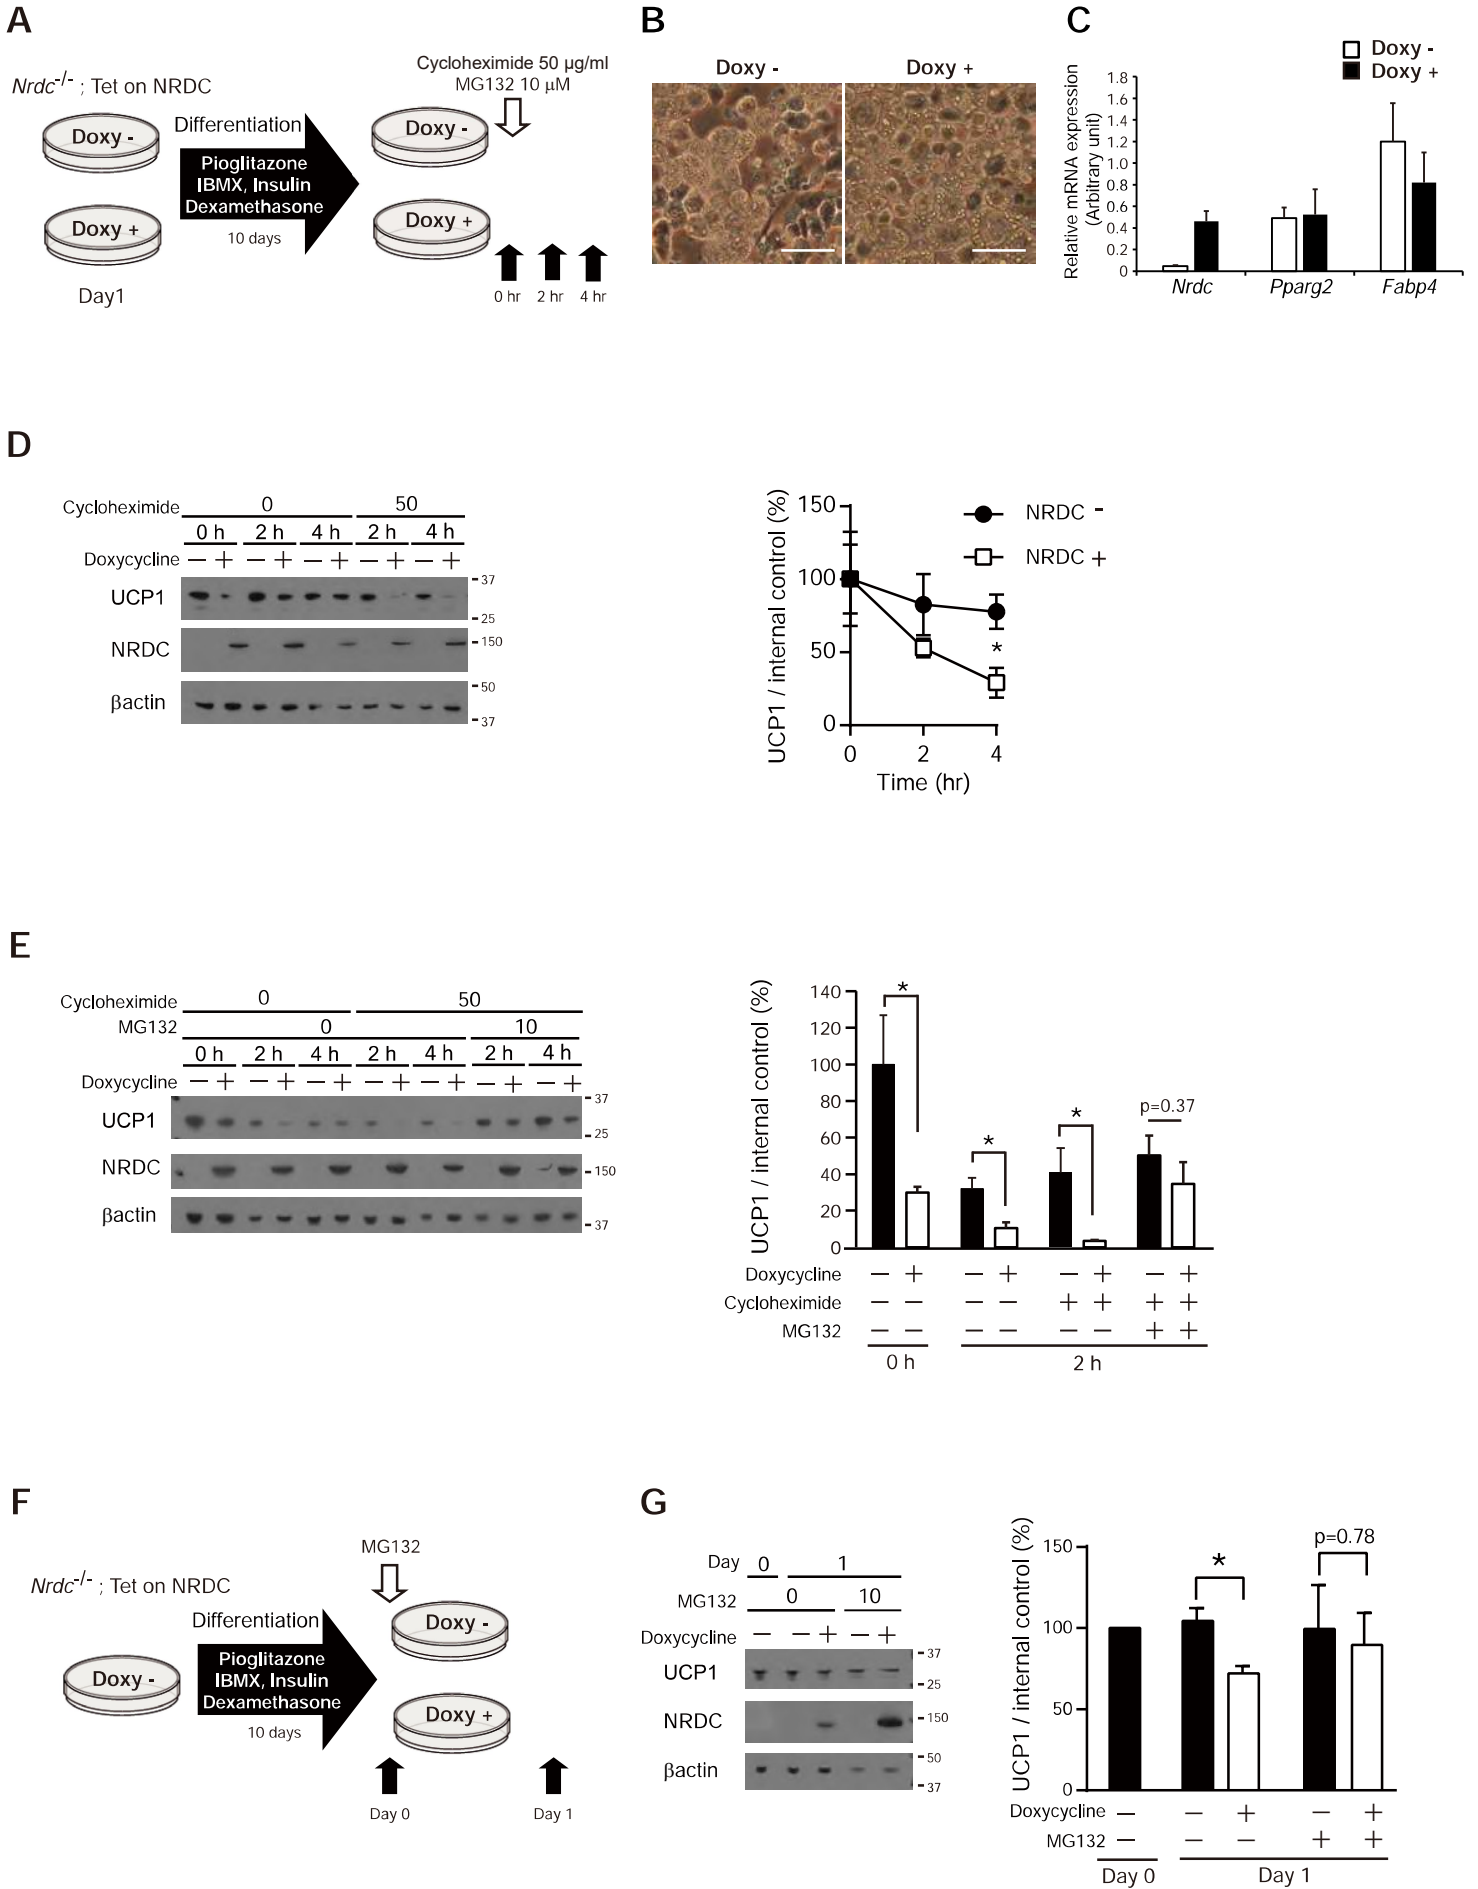 A
Nrdc-/- ; Tet on NRDC
Doxy -
Doxy +
Day1
Differentiation
Pioglitazone
IBMX, Insulin
Dexamethasone
10 days
Cycloheximide 50 µg/ml
MG132 10 µM
Doxy -
Doxy +
0 hr 2 hr 4 hr
B
Doxy - Doxy +
C
Doxy -
Doxy +
Relative mRNA expression
(Arbitrary unit)
1.8
1.6
1.4
1.2
1.0
0.8
0.6
0.4
0.2
0
Nrdc Pparg2 Fabp4
D
Cycloheximide 0 50
0 h 2 h 4 h 2 h 4 h
Doxycycline − + − + − + − + − +
UCP1
37
25
NRDC
150
βactin
50
37
UCP1 / internal control (%)
150
100
50
0
0 2 4
Time (hr)
NRDC -
NRDC +
*
E
Cycloheximide 0 50
MG132 0 10
0 h 2 h 4 h 2 h 4 h 2 h 4 h
Doxycycline − + − + − + − + − + − + − +
UCP1
37
25
NRDC
150
βactin
37
UCP1 / internal control (%)
140
120
100
80
60
40
20
0
* * * p=0.37
Doxycycline − + − + − + − +
Cycloheximide − − − − + + + +
MG132 − − − − − − + +
0 h 2 h
F
Nrdc-/- ; Tet on NRDC
Doxy -
Differentiation
Pioglitazone
IBMX, Insulin
Dexamethasone
10 days
MG132
Doxy -
Doxy +
Day 0 Day 1
G
Day 0 1
MG132 0 10
Doxycycline − − + − +
UCP1
37
25
NRDC
150
βactin
50
37
UCP1 / internal control (%)
150
100
50
0
* p=0.78
Doxycycline − − + − +
MG132 − − − + +
Day 0 Day 1